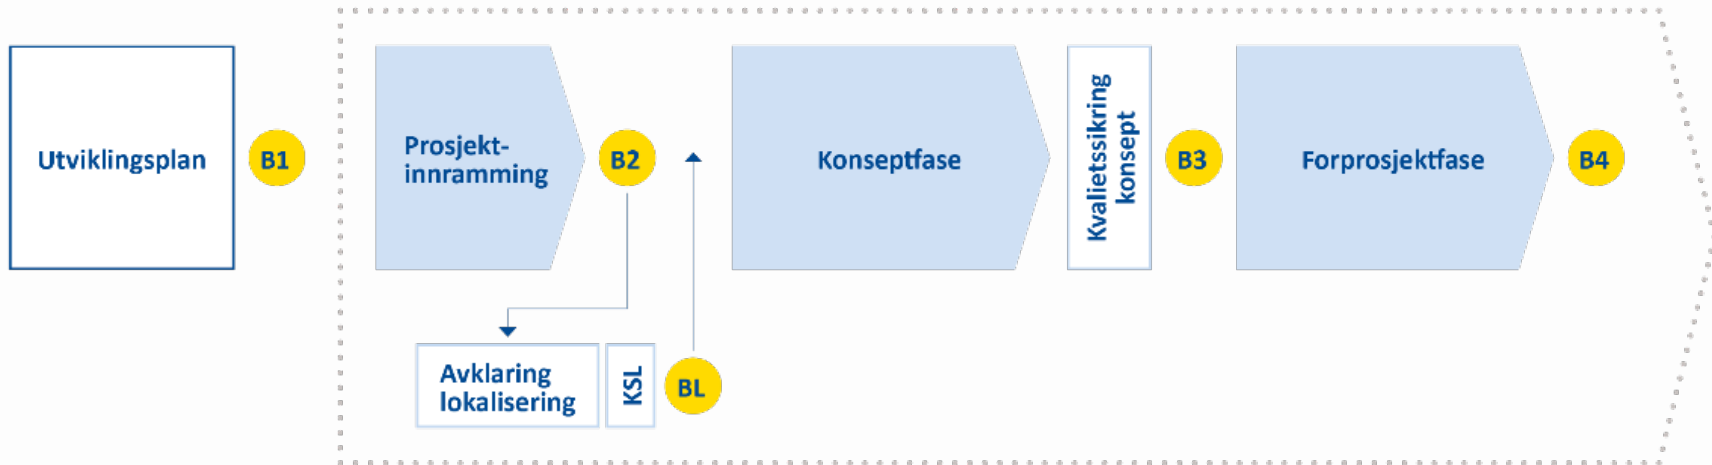 Utviklingsplan
B1
Prosjekt-
innramming
B2
Konseptfase
Kvalietssikring
konsept
B3
Forprosjektfase
B4
Avklaring
lokalisering
KSL
BL